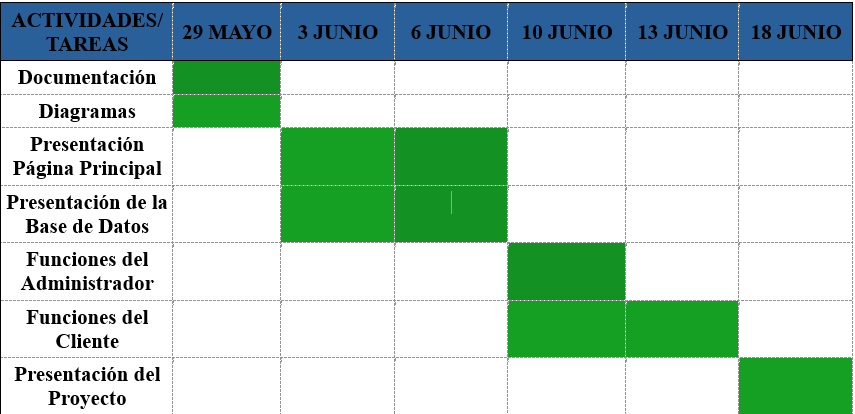 ACTIVIDADES/
TAREAS
29 MAYO
3 JUNIO
6 JUNIO
10 JUNIO
13 JUNIO
18 JUNIO
Documentación
Diagramas
Presentación
Página Principal
Presentación de la
Base de Datos
Funciones del
Administrador
Funciones del
Cliente
Presentación del
Proyecto